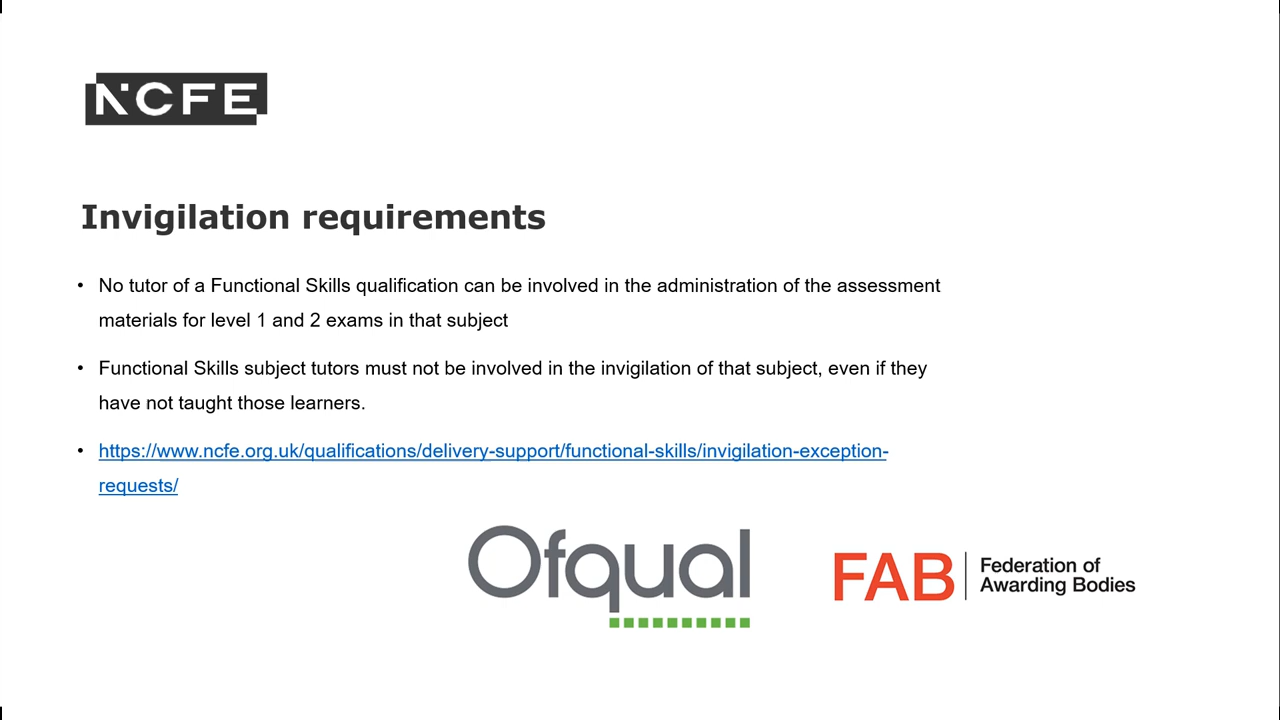 NCFE
Invigilation requirements
• No tutor of a Functional Skills qualification can be involved in the administration of the assessment
materials for level 1 and 2 exams in that subject
• Functional Skills subject tutors must not be involved in the invigilation of that subject, even if they
have not taught those learners.
• https://www.ncfe.org.uk/qualifications/delivery-support/functional-skills/invigilation-exception-
requests/
Ofqual
FAB
Federation of
Awarding Bodies